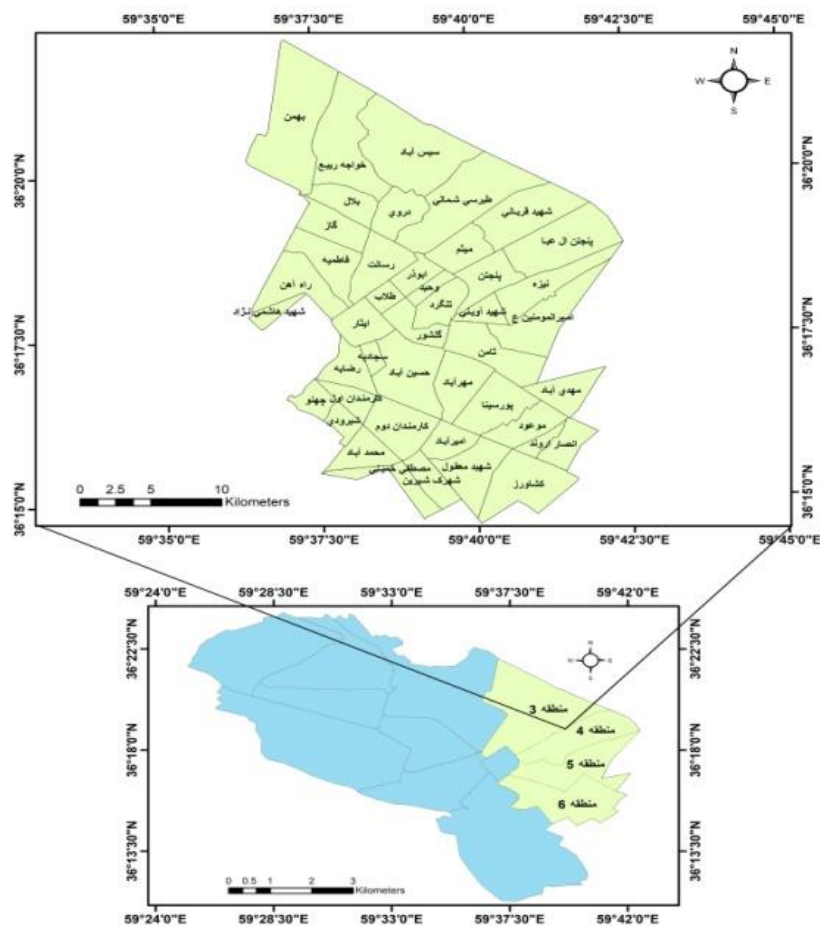 59°35'0"E 59°37'30"E 59°40'0"E 59°42'30"E 59°45'0"E
N
W E
S
36°20'0"N 36°20'0"N
36°17'30"N 36°17'30"N
36°15'0"N 36°15'0"N
بهمن
سیس آباد
خواجه ربیع
طبرسی شمالی
بلال
دروی
شهید قربانی
گاز
میثم
پنجتن ال عبا
فاطمیه
رسالت
ابوذر
پنجتن
وحید
نیزه
راه آهن
طلاب
تلگرد
شهید آوینی
شهید هاشمی نژاد
ایثار
امیرالمومنین ع
گلشور
ثامن
سجادیه
رضاییه
حسین آباد
مهرآباد
مهدی آباد
کارمندان اول
چهنو
پورسینا
شیرودی
کارمندان دوم
موعود
امیرآباد
انصار اروند
محمد آباد
مصطفی خمینی
شهید معقول
شهرک شیرین
کشاورز
0 2.5 5 10
Kilometers
59°35'0"E 59°37'30"E 59°40'0"E 59°42'30"E 59°45'0"E
59°24'0"E 59°28'30"E 59°33'0"E 59°37'30"E 59°42'0"E
N
W E
S
36°22'30"N 36°22'30"N
36°18'0"N 36°18'0"N
36°13'30"N 36°13'30"N
منطقه 3
منطقه 4
منطقه 5
منطقه 6
0 0.5 1 2 3
Kilometers
59°24'0"E 59°28'30"E 59°33'0"E 59°37'30"E 59°42'0"E